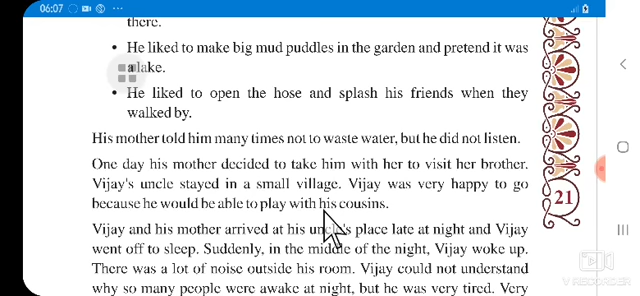 06:07
there.
• He liked to make big mud puddles in the garden and pretend it was
a lake.
• He liked to open the hose and splash his friends when they
walked by.
His mother told him many times not to waste water, but he did not listen.
One day his mother decided to take him with her to visit her brother.
Vijay's uncle stayed in a small village. Vijay was very happy to go
because he would be able to play with his cousins.
21
Vijay and his mother arrived at his uncle's place late at night and Vijay
went off to sleep. Suddenly, in the middle of the night, Vijay woke up.
There was a lot of noise outside his room. Vijay could not understand
why so many people were awake at night, but he was very tired. Very
V RECORDER